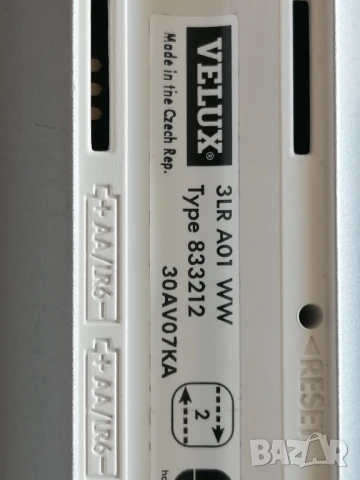 VELUX®
Made in the Czech Rep.
3LR A01 WW
Type 833212
30AV07KA
2
+ AA/LR6 -
+ AA/LR6 -
RESET
BAZAR